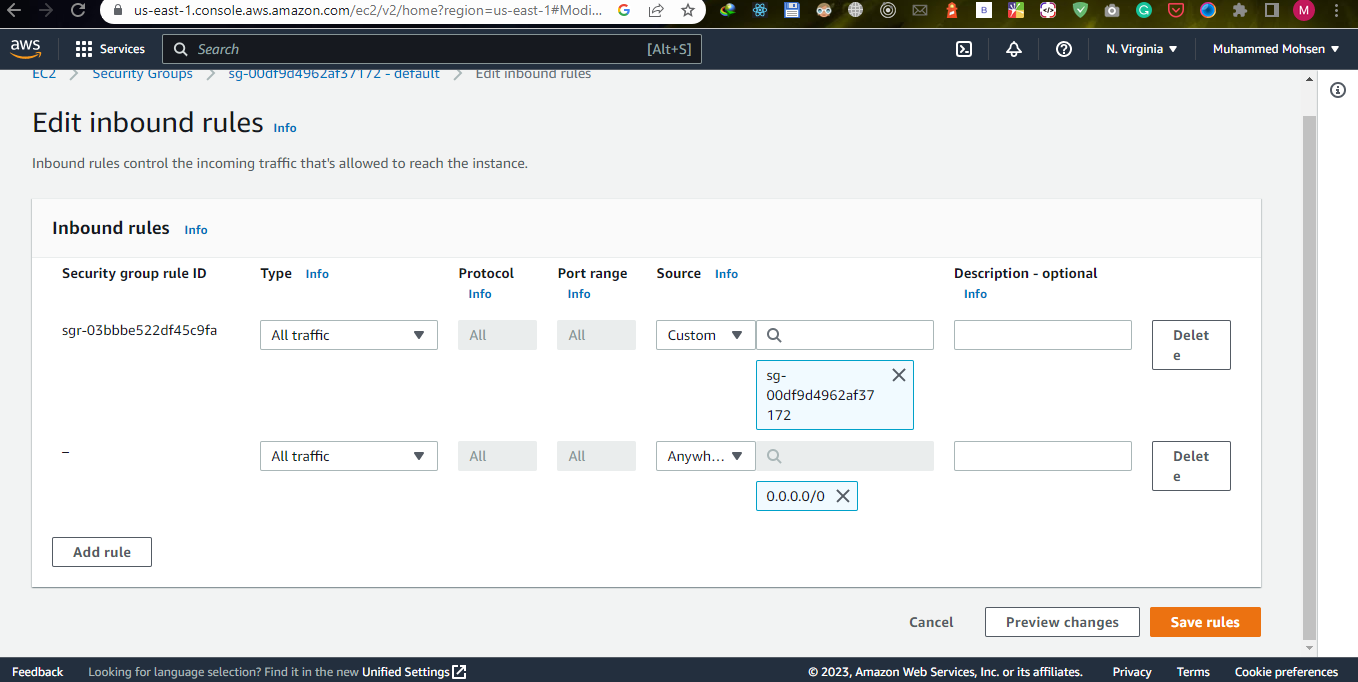 us-east-1.console.aws.amazon.com/ec2/v2/home?region=us-east-1#Modi...
aws Services Search [Alt+S] N. Virginia Muhammed Mohsen
EC2 Security Groups sg-00df9d4962af37172 - default Edit inbound rules
Edit inbound rules Info
Inbound rules control the incoming traffic that's allowed to reach the instance.
Inbound rules Info
Security group rule ID Type Info Protocol Info Port range Info Source Info Description - optional Info
sgr-03bbbe522df45c9fa All traffic All All Custom Delet
e
sg-
00df9d4962af37
172
– All traffic All All Anywh... Delet
e
0.0.0.0/0
Add rule
Cancel Preview changes Save rules
Feedback Looking for language selection? Find it in the new Unified Settings © 2023, Amazon Web Services, Inc. or its affiliates. Privacy Terms Cookie preferences